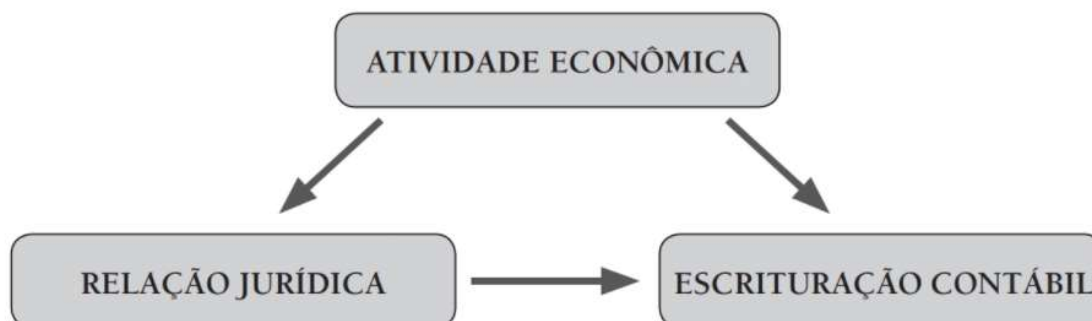 ATIVIDADE ECONÔMICA
RELAÇÃO JURÍDICA
ESCRITURAÇÃO CONTÁBIL